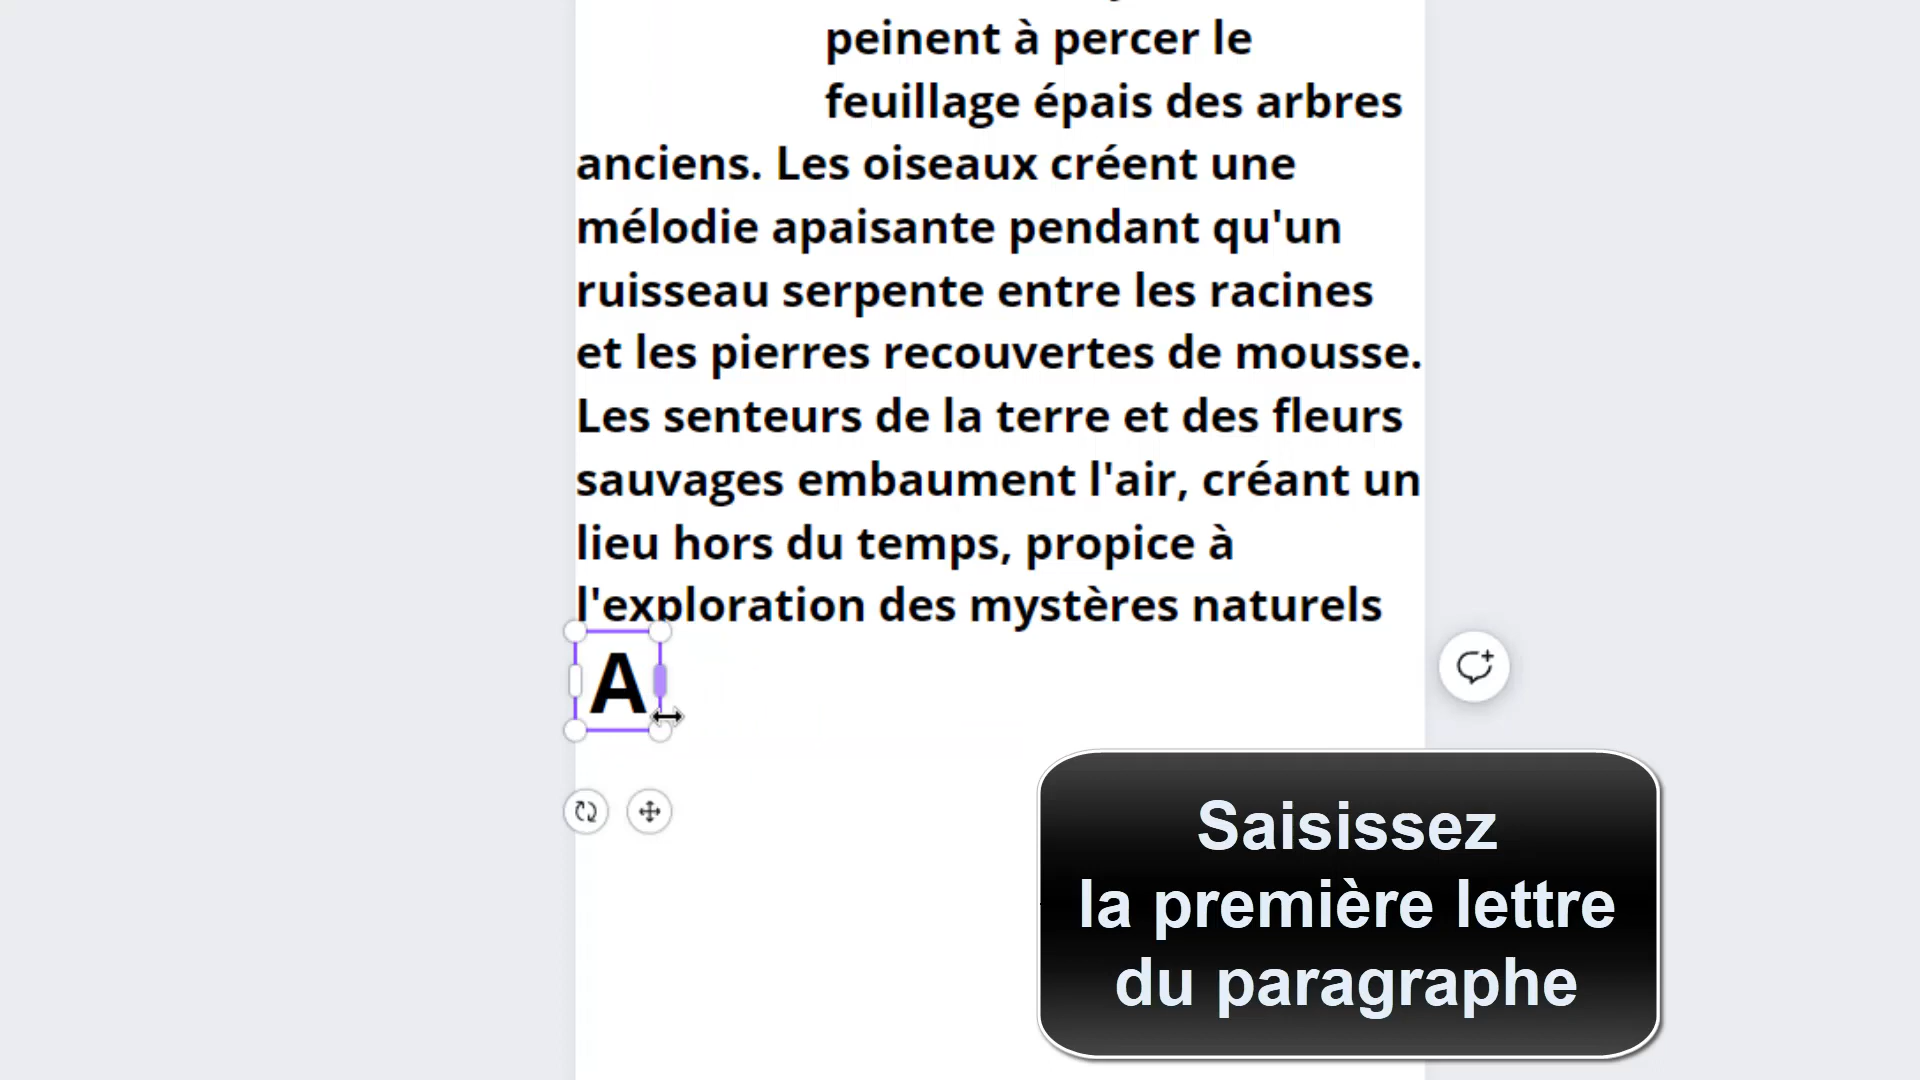 peinent à percer le
feuillage épais des arbres
anciens. Les oiseaux créent une
mélodie apaisante pendant qu'un
ruisseau serpente entre les racines
et les pierres recouvertes de mousse.
Les senteurs de la terre et des fleurs
sauvages embaument l'air, créant un
lieu hors du temps, propice à
l'exploration des mystères naturels
A
Saisissez
la première lettre
du paragraphe